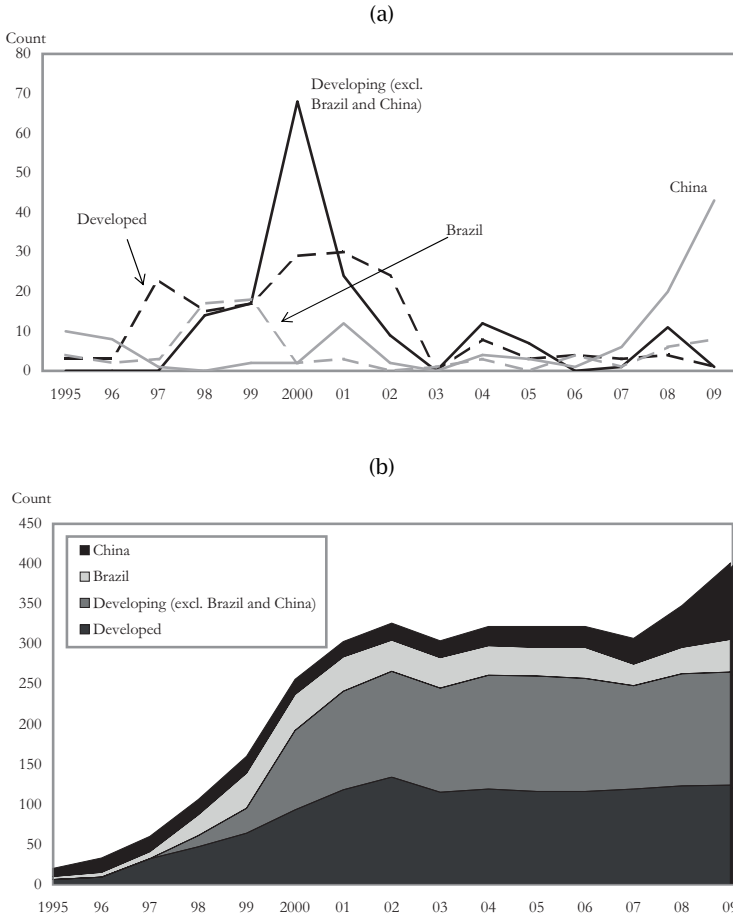 (a)
Count
80
70
60
50
40
30
20
10
0
Developing (excl.
Brazil and China)
China
Developed
Brazil
1995 96 97 98 99 2000 01 02 03 04 05 06 07 08 09
(b)
Count
450
400
350
300
250
200
150
100
50
0
China
Brazil
Developing (excl. Brazil and China)
Developed
1995 96 97 98 99 2000 01 02 03 04 05 06 07 08 09